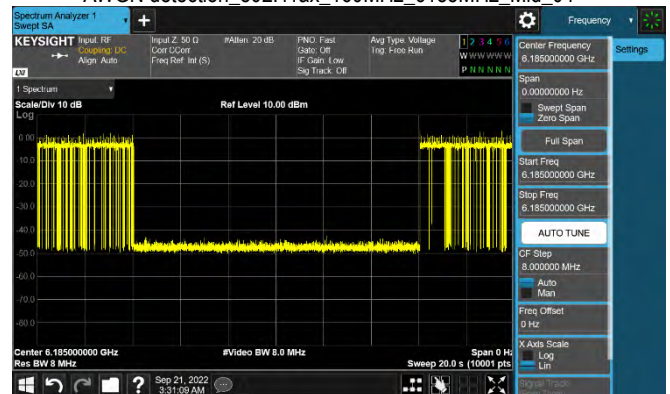 Spectrum Analyzer 1
Swept SA
+
Frequency
KEYSIGHT
Input: RF
Coupling: DC
Align: Auto
Input Z: 50 Ω
Corr CCorr
Freq Ref: Int (S)
#Atten: 20 dB
PNO: Fast
Gate: Off
IF Gain: Low
Sig Track: Off
Avg Type: Voltage
Trig: Free Run
1 2 3 4 5 6
W W W W W W
P N N N N N
LXI
1 Spectrum
Scale/Div 10 dB
Ref Level 10.00 dBm
Log
0.00
-10.0
-20.0
-30.0
-40.0
-50.0
-60.0
-70.0
-80.0
Center 6.185000000 GHz
#Video BW 8.0 MHz
Span 0 Hz
Res BW 8 MHz
Sweep 20.0 s (10001 pts
Sep 21, 2022
3:31:09 AM
Center Frequency
6.185000000 GHz
Settings
Span
0.00000000 Hz
Swept Span
Zero Span
Full Span
Start Freq
6.185000000 GHz
Stop Freq
6.185000000 GHz
AUTO TUNE
CF Step
8.000000 MHz
Auto
Man
Freq Offset
0 Hz
X Axis Scale
Log
Lin
Signal Track